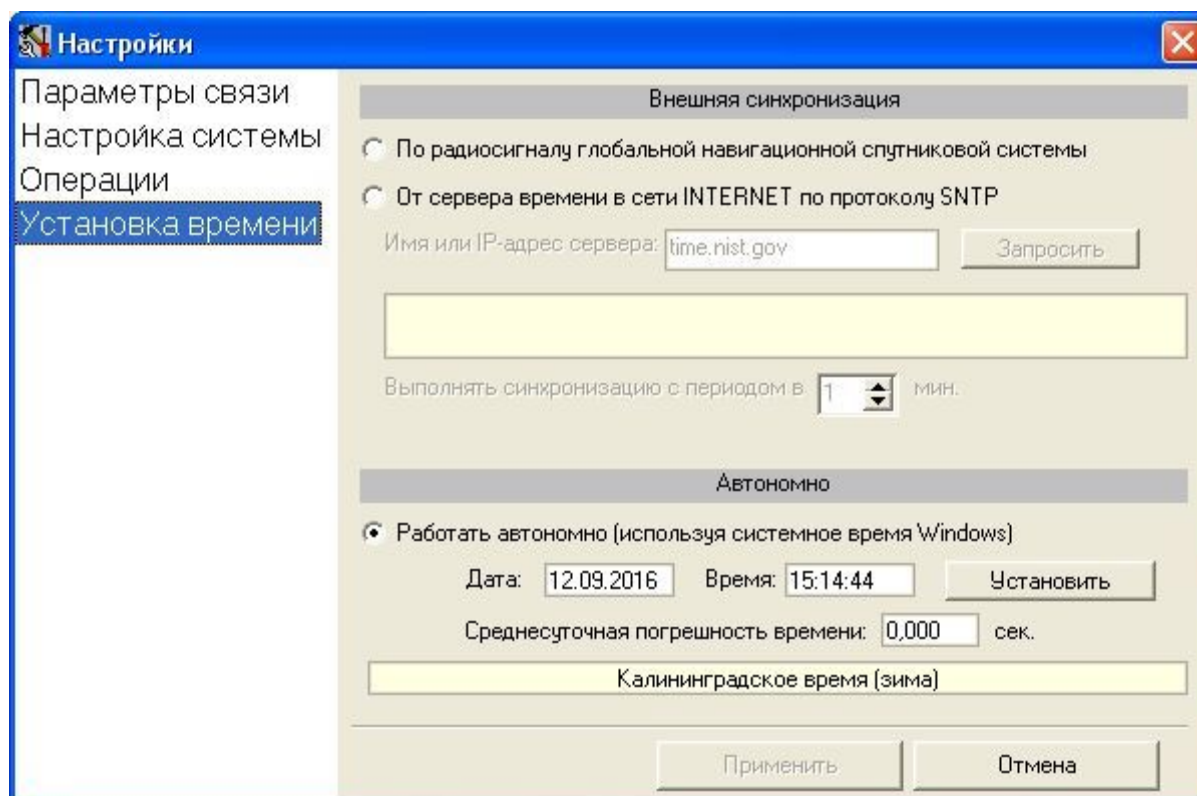 Настройки
Параметры связи
Настройка системы
Операции
Установка времени
Внешняя синхронизация
По радиосигналу глобальной навигационной спутниковой системы
От сервера времени в сети INTERNET по протоколу SNTP
Имя или IP-адрес сервера: time.nist.gov Запросить
Выполнять синхронизацию с периодом в 1 мин.
Автономно
Работать автономно (используя системное время Windows)
Дата: 12.09.2016 Время: 15:14:44 Установить
Среднесуточная погрешность времени: 0,000 сек.
Калининградское время (зима)
Применить Отмена